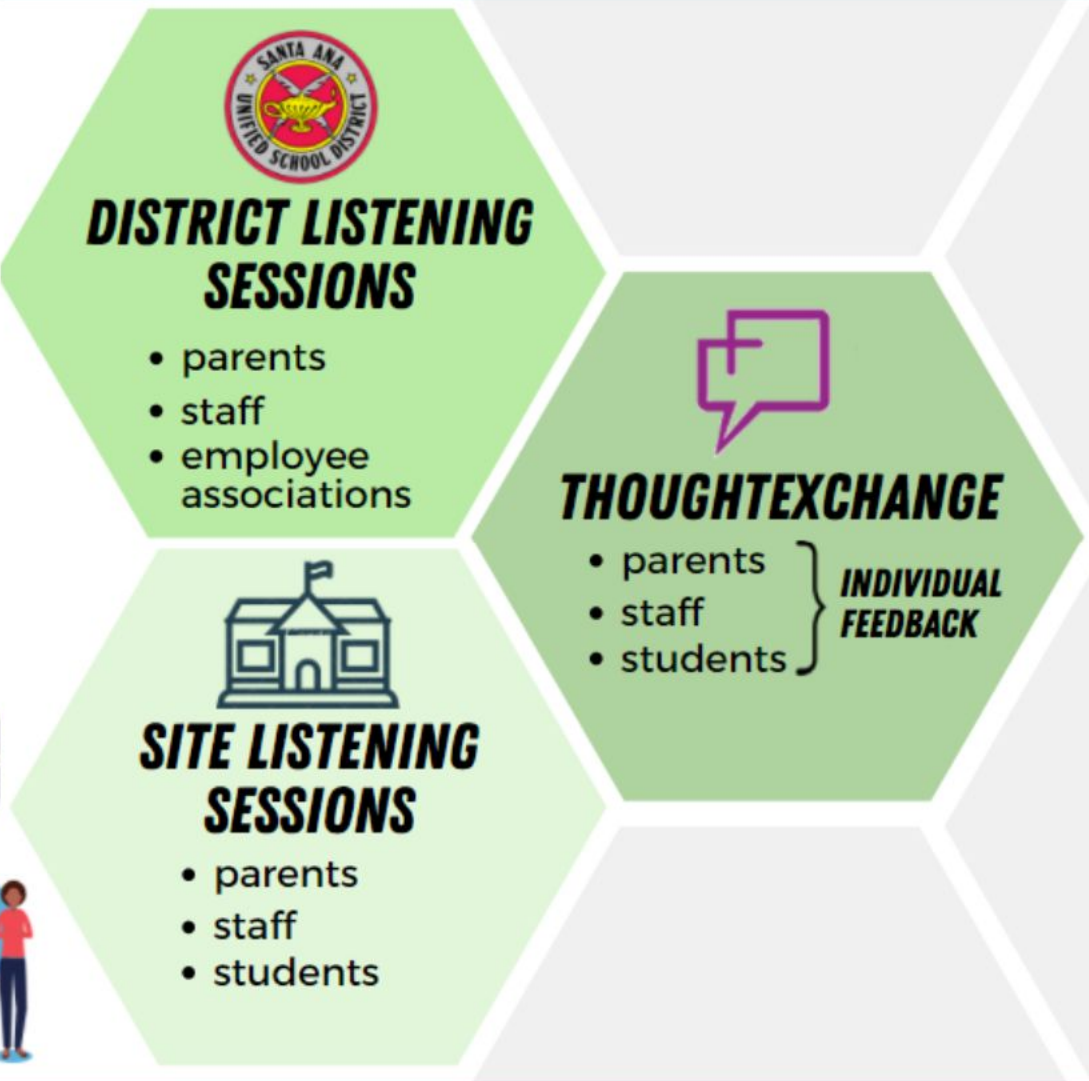 SANTA ANA
UNIFIED SCHOOL DISTRICT
DISTRICT LISTENING
SESSIONS
• parents
• staff
• employee
associations
THOUGHTEXCHANGE
• parents
• staff
• students
INDIVIDUAL
FEEDBACK
SITE LISTENING
SESSIONS
• parents
• staff
• students